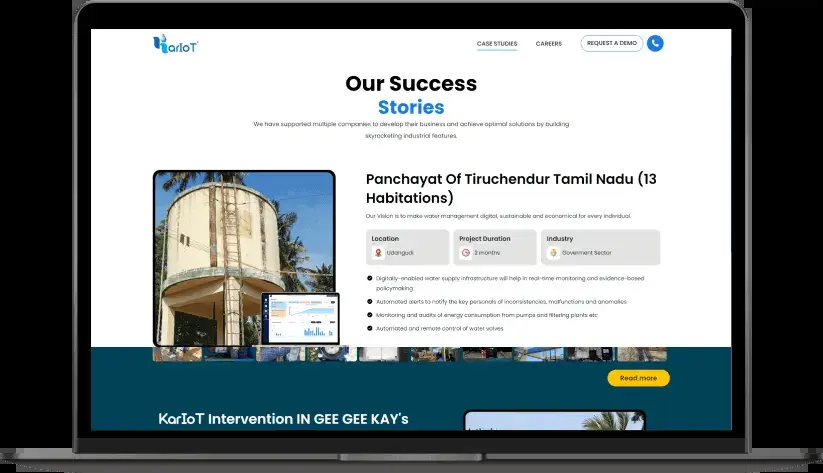 KarIoT
CASE STUDIES
CAREERS
REQUEST A DEMO
Our Success
Stories
We have supported multiple companies to develop their business and achieve optimal solutions by building
skyrocketing industrial features.
Panchayat Of Tiruchendur Tamil Nadu (13
Habitations)
Our Vision is to make water management digital, sustainable and economical for every individual.
Location
Udangudi
Project Duration
2 months
Industry
Goverment Sector
Digitally-enabled water supply infrastructure will help in real-time monitoring and evidence-based
policymaking
Automated alerts to notify the key personals of inconsistencies, malfunctions and anomalies
Monitoring and audits of energy consumption from pumps and filtering plants etc
Automated and remote control of water valves
Read more
KarIoT Intervention IN GEE GEE KAY's